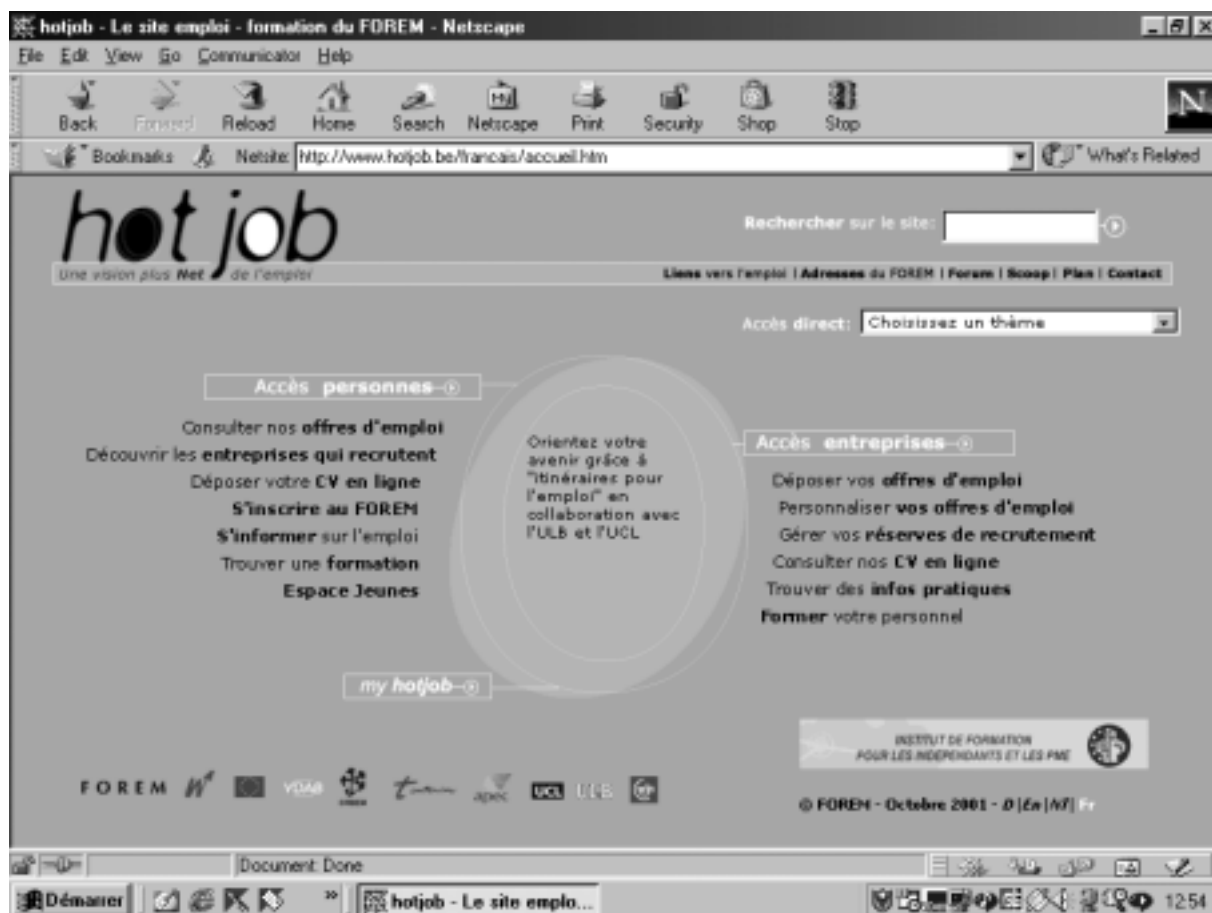 hotjob - Le site emploi - formation du FOREM - Netscape
File Edit View Go Communicator Help
Back Forward Reload Home Search Netscape Print Security Shop Stop
N
Bookmarks Netsite: http://www.hotjob.be/francais/accueil.htm What's Related
hot job
Rechercher sur le site:
Une vision plus Net de l'emploi
Liens vers l'emploi | Adresses du FOREM | Forum | Scoop | Plan | Contact
Accès direct: Choisissez un thème
Accès personnes
Consulter nos offres d'emploi
Découvrir les entreprises qui recrutent
Déposer votre CV en ligne
S'inscrire au FOREM
S'informer sur l'emploi
Trouver une formation
Espace Jeunes
Orientez votre
avenir grâce à
"itinéraires pour
l'emploi" en
collaboration avec
l'ULB et l'UCL
Accès entreprises
Déposer vos offres d'emploi
Personnaliser vos offres d'emploi
Gérer vos réserves de recrutement
Consulter nos CV en ligne
Trouver des infos pratiques
Former votre personnel
my hotjob
INSTITUT DE FORMATION
POUR LES INDEPENDANTS ET LES PME
FOREM VDAB apec UCL ULB
© FOREM - Octobre 2001 - D | En | Nl | Fr
Document: Done
Démarrer » hotjob - Le site emplo... 12:54